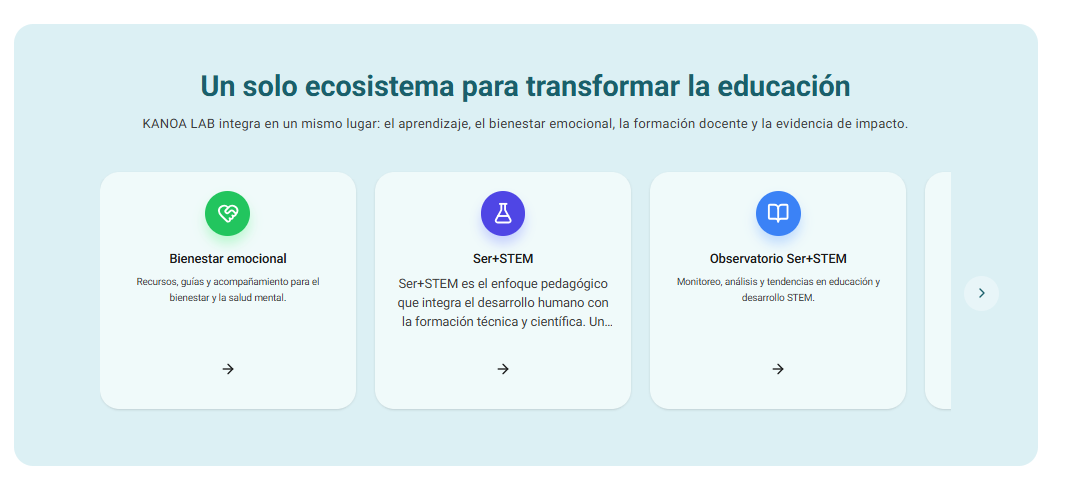 Un solo ecosistema para transformar la educación
KANOA LAB integra en un mismo lugar: el aprendizaje, el bienestar emocional, la formación docente y la evidencia de impacto.
Bienestar emocional
Recursos, guías y acompañamiento para el
bienestar y la salud mental.
Ser+STEM
Ser+STEM es el enfoque pedagógico
que integra el desarrollo humano con
la formación técnica y científica. Un...
Observatorio Ser+STEM
Monitoreo, análisis y tendencias en educación y
desarrollo STEM.